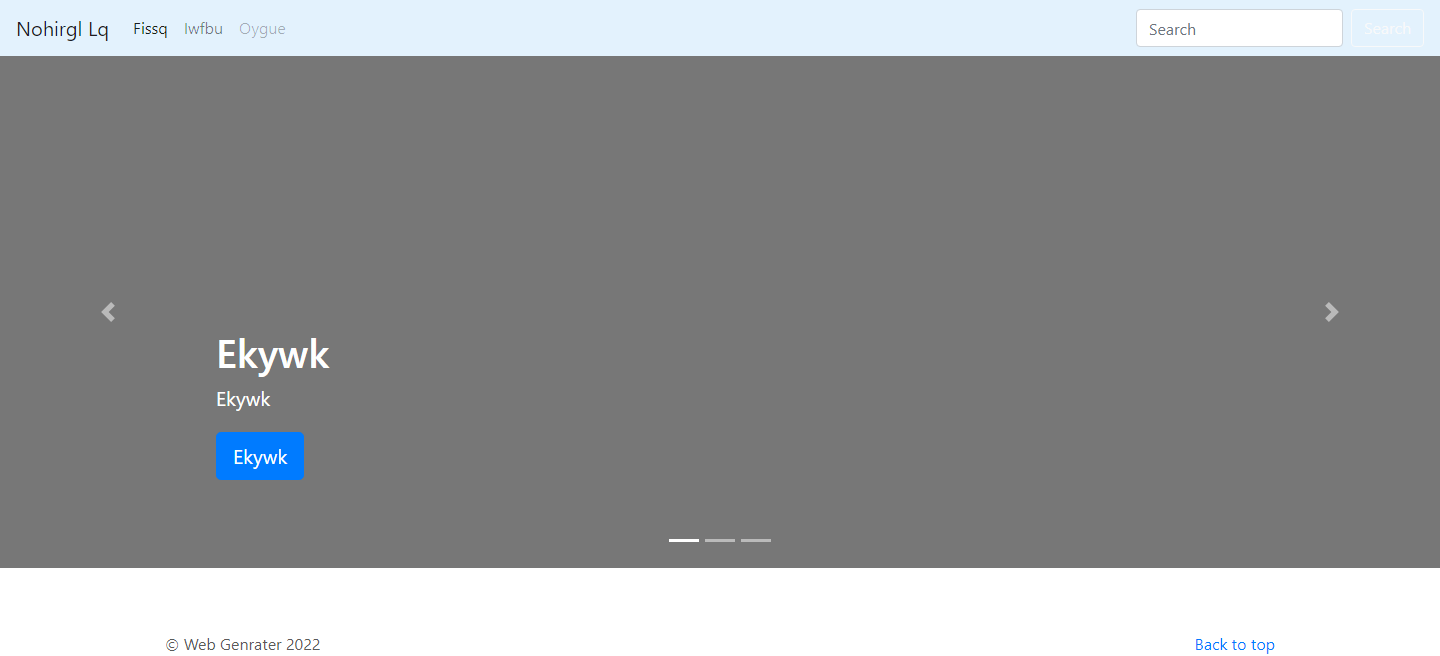 Nohirgl Lq Fissq Iwfbu Oygue Search Search
Ekywk
Ekywk
Ekywk
© Web Genrater 2022 Back to top